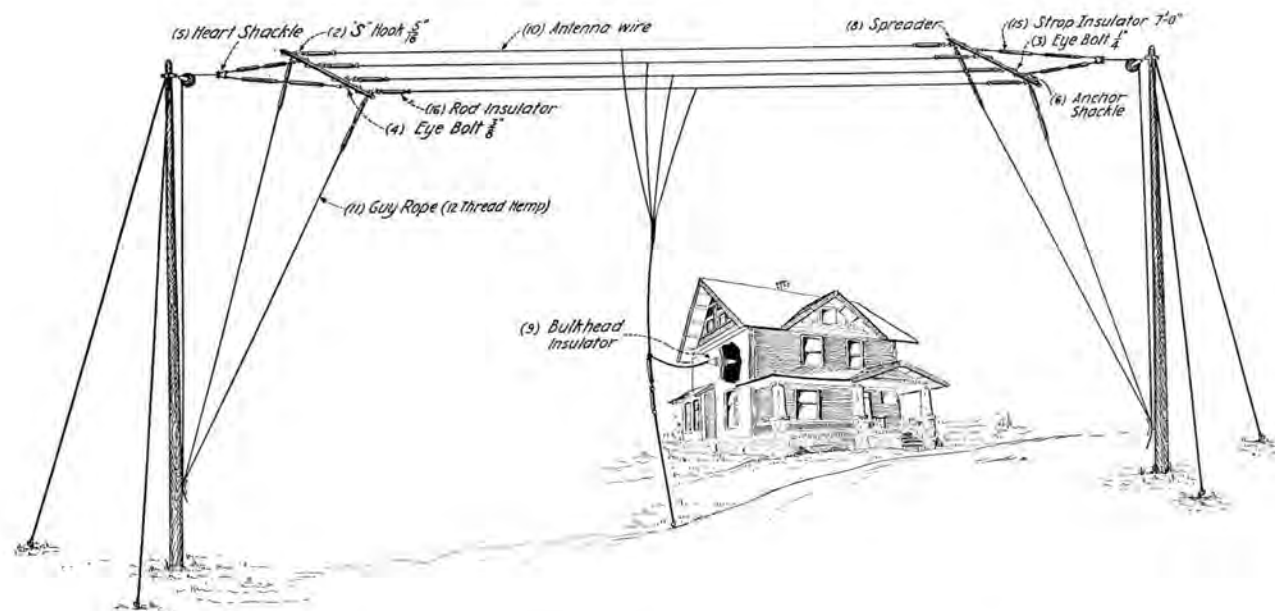 (5) Heart Shackle
(2) "S" Hook 5/16"
(10) Antenna wire
(8) Spreader
(15) Strop Insulator 7'-0"
(3) Eye Bolt 1/4"
(6) Anchor
Shackle
(16) Rod Insulator
(4) Eye Bolt 3/8"
(11) Guy Rope (12 Thread Hemp)
(9) Bulkhead
Insulator